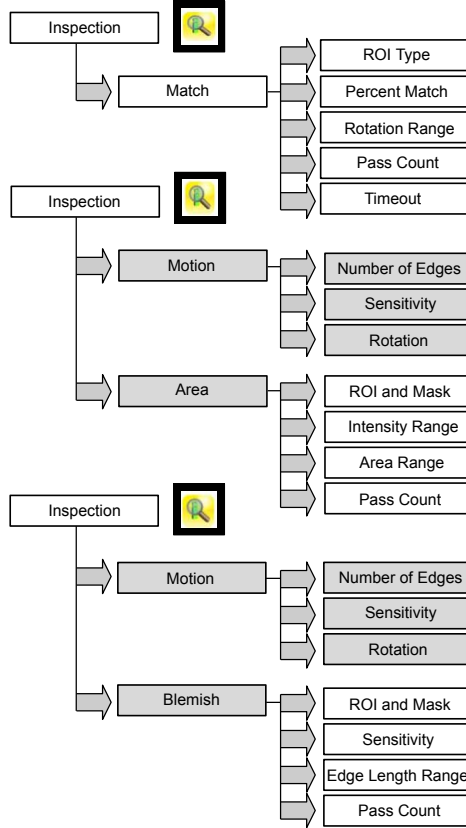 Inspection
Match
ROI Type
Percent Match
Rotation Range
Pass Count
Timeout
Inspection
Motion
Number of Edges
Sensitivity
Rotation
Area
ROI and Mask
Intensity Range
Area Range
Pass Count
Inspection
Motion
Number of Edges
Sensitivity
Rotation
Blemish
ROI and Mask
Sensitivity
Edge Length Range
Pass Count